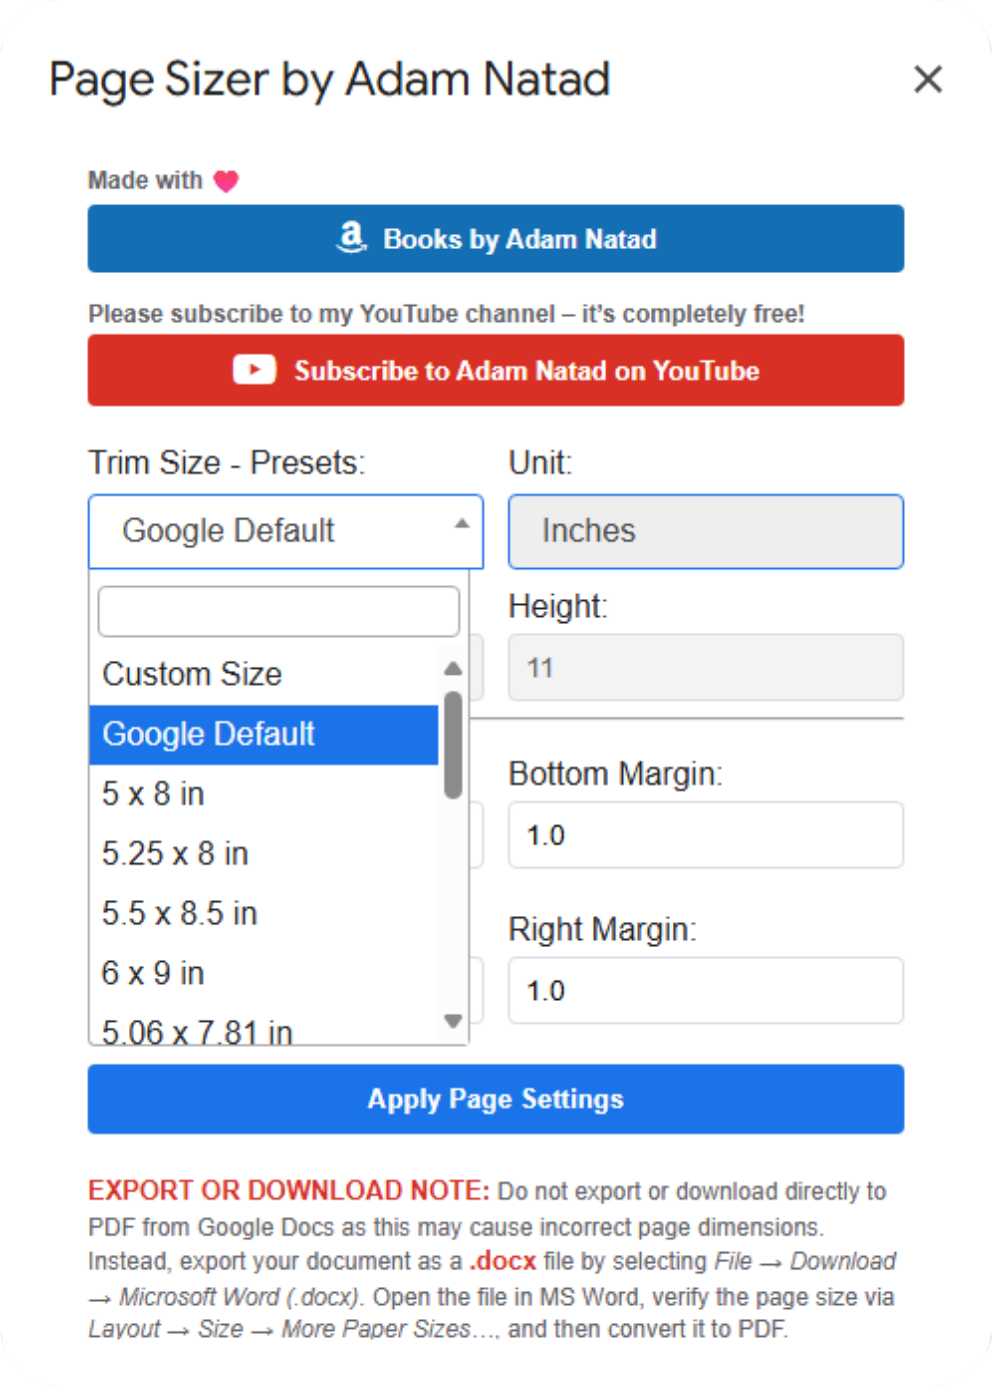 Page Sizer by Adam Natad
Made with
Books by Adam Natad
Please subscribe to my YouTube channel – it's completely free!
Subscribe to Adam Natad on YouTube
Trim Size - Presets:
Unit:
Google Default
Inches
Height:
11
Custom Size
Google Default
5 x 8 in
5.25 x 8 in
5.5 x 8.5 in
6 x 9 in
5.06 x 7.81 in
Bottom Margin:
1.0
Right Margin:
1.0
Apply Page Settings
EXPORT OR DOWNLOAD NOTE: Do not export or download directly to
PDF from Google Docs as this may cause incorrect page dimensions.
Instead, export your document as a .docx file by selecting File → Download
→ Microsoft Word (.docx). Open the file in MS Word, verify the page size via
Layout → Size → More Paper Sizes..., and then convert it to PDF.